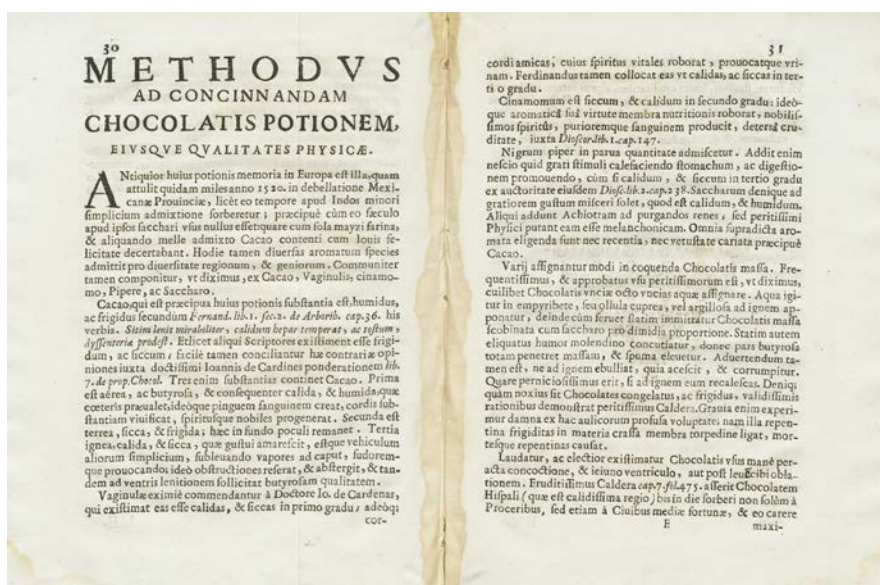 30
METHODVS
AD CONCINNANDAM
CHOCOLATIS POTIONEM,
EIVSQVE QVALITATES PHYSICÆ.
ANtiquior huius potionis memoria in Europa est illa, quam
attulit quidam miles anno 1520. in debellatione Mexi-
canæ Prouinciæ, licèt eo tempore apud Indos minori
simplicium admixtione sorberetur; præcipuè cùm eo sæculo
apud ipsos sacchari vsus nullus esset; quare cum sola mayzi farina,
& aliquando melle admixto Cacao contenti cum Iouis fe-
licitate decertabant. Hodie tamen diuersas aromatum species
admittit pro diuersitate regionum, & geniorum. Communiter
tamen componitur, vt diximus, ex Cacao, Vaginulis, cinamo-
mo, Pipere, ac Saccharo.
Cacao, qui est præcipua huius potionis substantia est, humidus,
ac frigidus secundùm Fernand. lib. 1. sec. 2. de Arborib. cap. 36. his
verbis. Sitim lenit mirabiliter, calidum hepar temperat, ac tostum,
dyssenteriæ prodest. Et licet aliqui Scriptores existiment esse frigi-
dum, ac siccum; facilè tamen conciliantur hæ contrariæ opi-
niones iuxta doctissimi Ioannis de Cardines ponderationem lib.
7. de prop. Chocol. Tres enim substantias continet Cacao. Prima
est aërea, ac butyrosa, & consequenter calida, & humida, quæ
cœteris præualet, ideòque pinguem sanguinem creat, cordis sub-
stantiam viuificat, spiritusque nobiles progenerat. Secunda est
terrea, sicca, & frigida; hæc in fundo poculi remanet. Tertia
ignea, calida, & sicca, quæ gustui amarescit, estque vehiculum
aliorum simplicium, subleuando vapores ad caput, sudorem-
que prouocando; ideò obstructiones reserat, & abstergit, & tan-
dem ad ventris lenitionem sollicitat butyrosam qualitatem.
Vaginulæ eximiè commendantur à Doctore Io. de Cardenas,
qui existimat eas esse calidas, & siccas in primo gradu, adeòq;
cor-
31
cordi amicas, cuius spiritus vitales roborat, prouocatque vri-
nam. Ferdinandus tamen collocat eas vt calidas, ac siccas in ter-
tio gradu.
Cinamomum est siccum, & calidum in secundo gradu: ideò-
que aromaticâ suâ virtute membra nutritionis roborat, nobilis-
simos spiritus, purioremque sanguinem producit, detersâ cru-
ditate, iuxta Dioscor. lib. 1. cap. 147.
Nigrum piper in parua quantitate admiscetur. Addit enim
nescio quid grati stimuli calefaciendo stomachum, ac digestio-
nem promouendo, cùm sit calidum, & siccum in tertio gradu
ex auctoritate eiusdem Diosc. lib. 2. cap. 238. Saccharum denique ad
gratiorem gustum misceri solet, quod est calidum, & humidum.
Aliqui addunt Achiottam ad purgandos renes, sed peritissimi
Physici putant eam esse melanchonicam. Omnia supradicta aro-
mata eligenda sunt nec recentia, nec vetustate cariata præcipuè
Cacao.
Varij assignantur modi in coquenda Chocolatis massa. Fre-
quentissimus, & approbatus vsu peritissimorum est, vt diximus,
cuilibet Chocolatis vnciæ octo vncias aquæ assignare. Aqua igi-
tur in empyribete, seu ollula cuprea, vel argillosa ad ignem ap-
ponatur, deinde cùm feruer statim immittatur Chocolatis massa
scobinata cum saccharo pro dimidia proportione. Statim autem
eliquatus humor molendino concutiatur, donec pars butyrosa
totam penetret massam, & spuma eleuetur. Aduertendum ta-
men est, ne ad ignem ebulliat, quia acescit, & corrumpitur.
Quare perniciosissimus erit, si ad ignem eum recalescas. Deniq;
quàm noxius sit Chocolates congelatus, ac frigidus, validissimis
rationibus demonstrat peritissimus Caldera. Grauia enim experi-
mur damna ex hac aulicorum profusa voluptate; nam illa repen-
tina frigiditas in materia crassa membra torpedine ligat, mor-
tesque repentinas causat.
Laudatur, ac electior existimatur Chocolatis vsus manè per-
acta concoctione, & ieiuno ventriculo, aut post leuē cibi obla-
tionem. Eruditissimus Caldera cap. 7. fol. 475. asserit Chocolatem
Hispali (quæ est calidissima regio) bis in die sorberi non solùm à
Proceribus, sed etiam à Ciuibus mediæ fortunæ, & eo carere
E maxi-